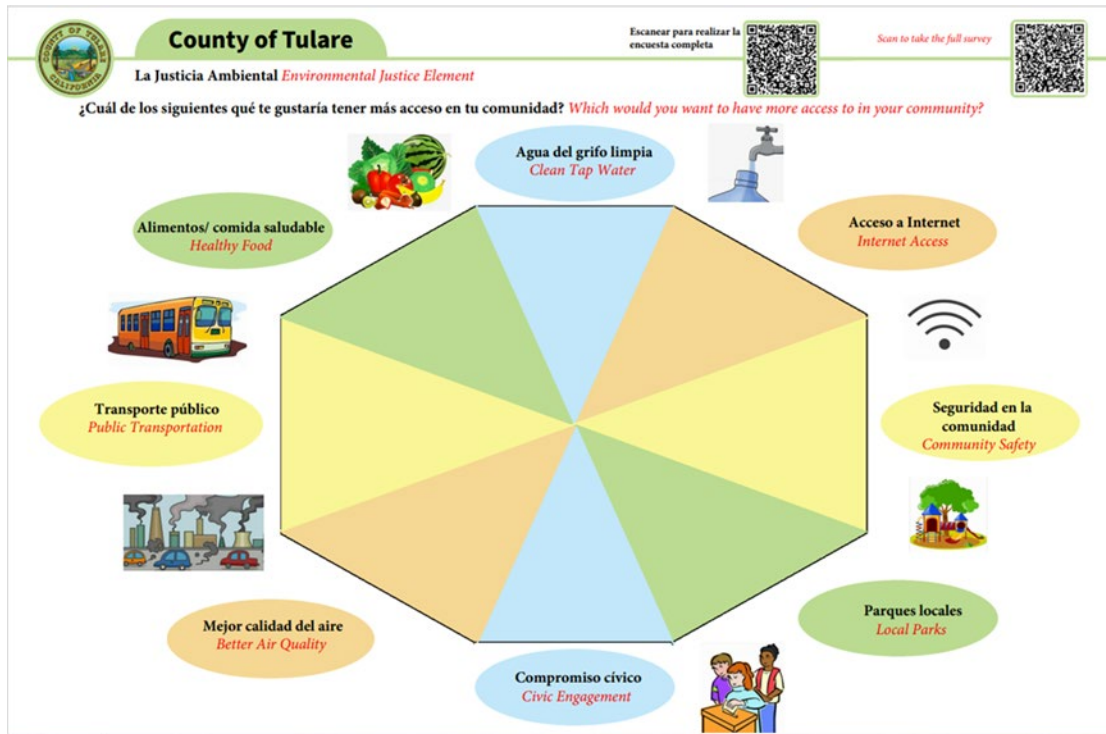 COUNTY OF TULARE
CALIFORNIA
County of Tulare
Escanear para realizar la
encuesta completa
Scan to take the full survey
La Justicia Ambiental Environmental Justice Element
¿Cuál de los siguientes qué te gustaría tener más acceso en tu comunidad? Which would you want to have more access to in your community?
Agua del grifo limpia
Clean Tap Water
Alimentos/ comida saludable
Healthy Food
Acceso a Internet
Internet Access
Transporte público
Public Transportation
Seguridad en la
comunidad
Community Safety
Mejor calidad del aire
Better Air Quality
Parques locales
Local Parks
Compromiso cívico
Civic Engagement